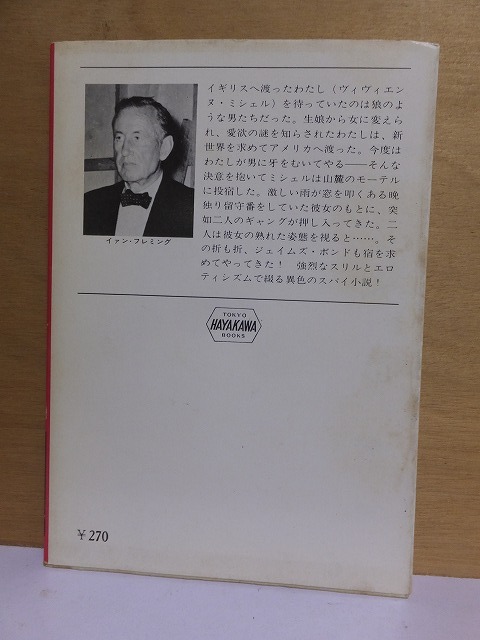 イギリスへ渡ったわたし（ヴィヴィエン
ヌ・ミシェル）を待っていたのは狼のよ
うな男たちだった。生娘から女に変えら
れ、愛欲の謎を知らされたわたしは、新
世界を求めてアメリカへ渡った。今度は
わたしが男に牙をむいてやる——そんな
決意を抱いてミシェルは山麓のモーテル
に投宿した。激しい雨が窓を叩くある晩
独り留守番をしていた彼女のもとに、突
如二人のギャングが押し入ってきた。二
人は彼女の熟れた姿態を視ると……。そ
の折も折、ジェイムズ・ボンドも宿を求
めてやってきた！　強烈なスリルとエロ
ティシズムで綴る異色のスパイ小説！
イァン・フレミング
TOKYO
HAYAKAWA
BOOKS
￥270